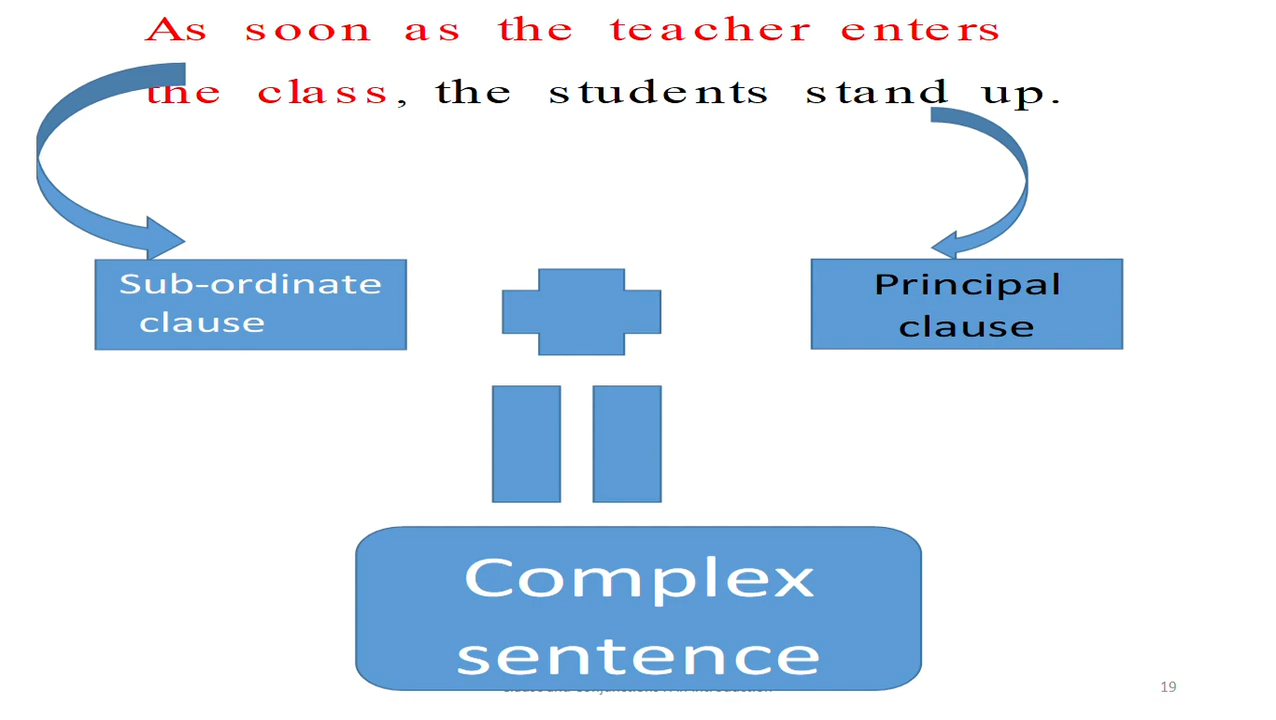 As soon as the teacher enters
the class, the students stand up.
Sub-ordinate
clause
Principal
clause
Complex
sentence
19